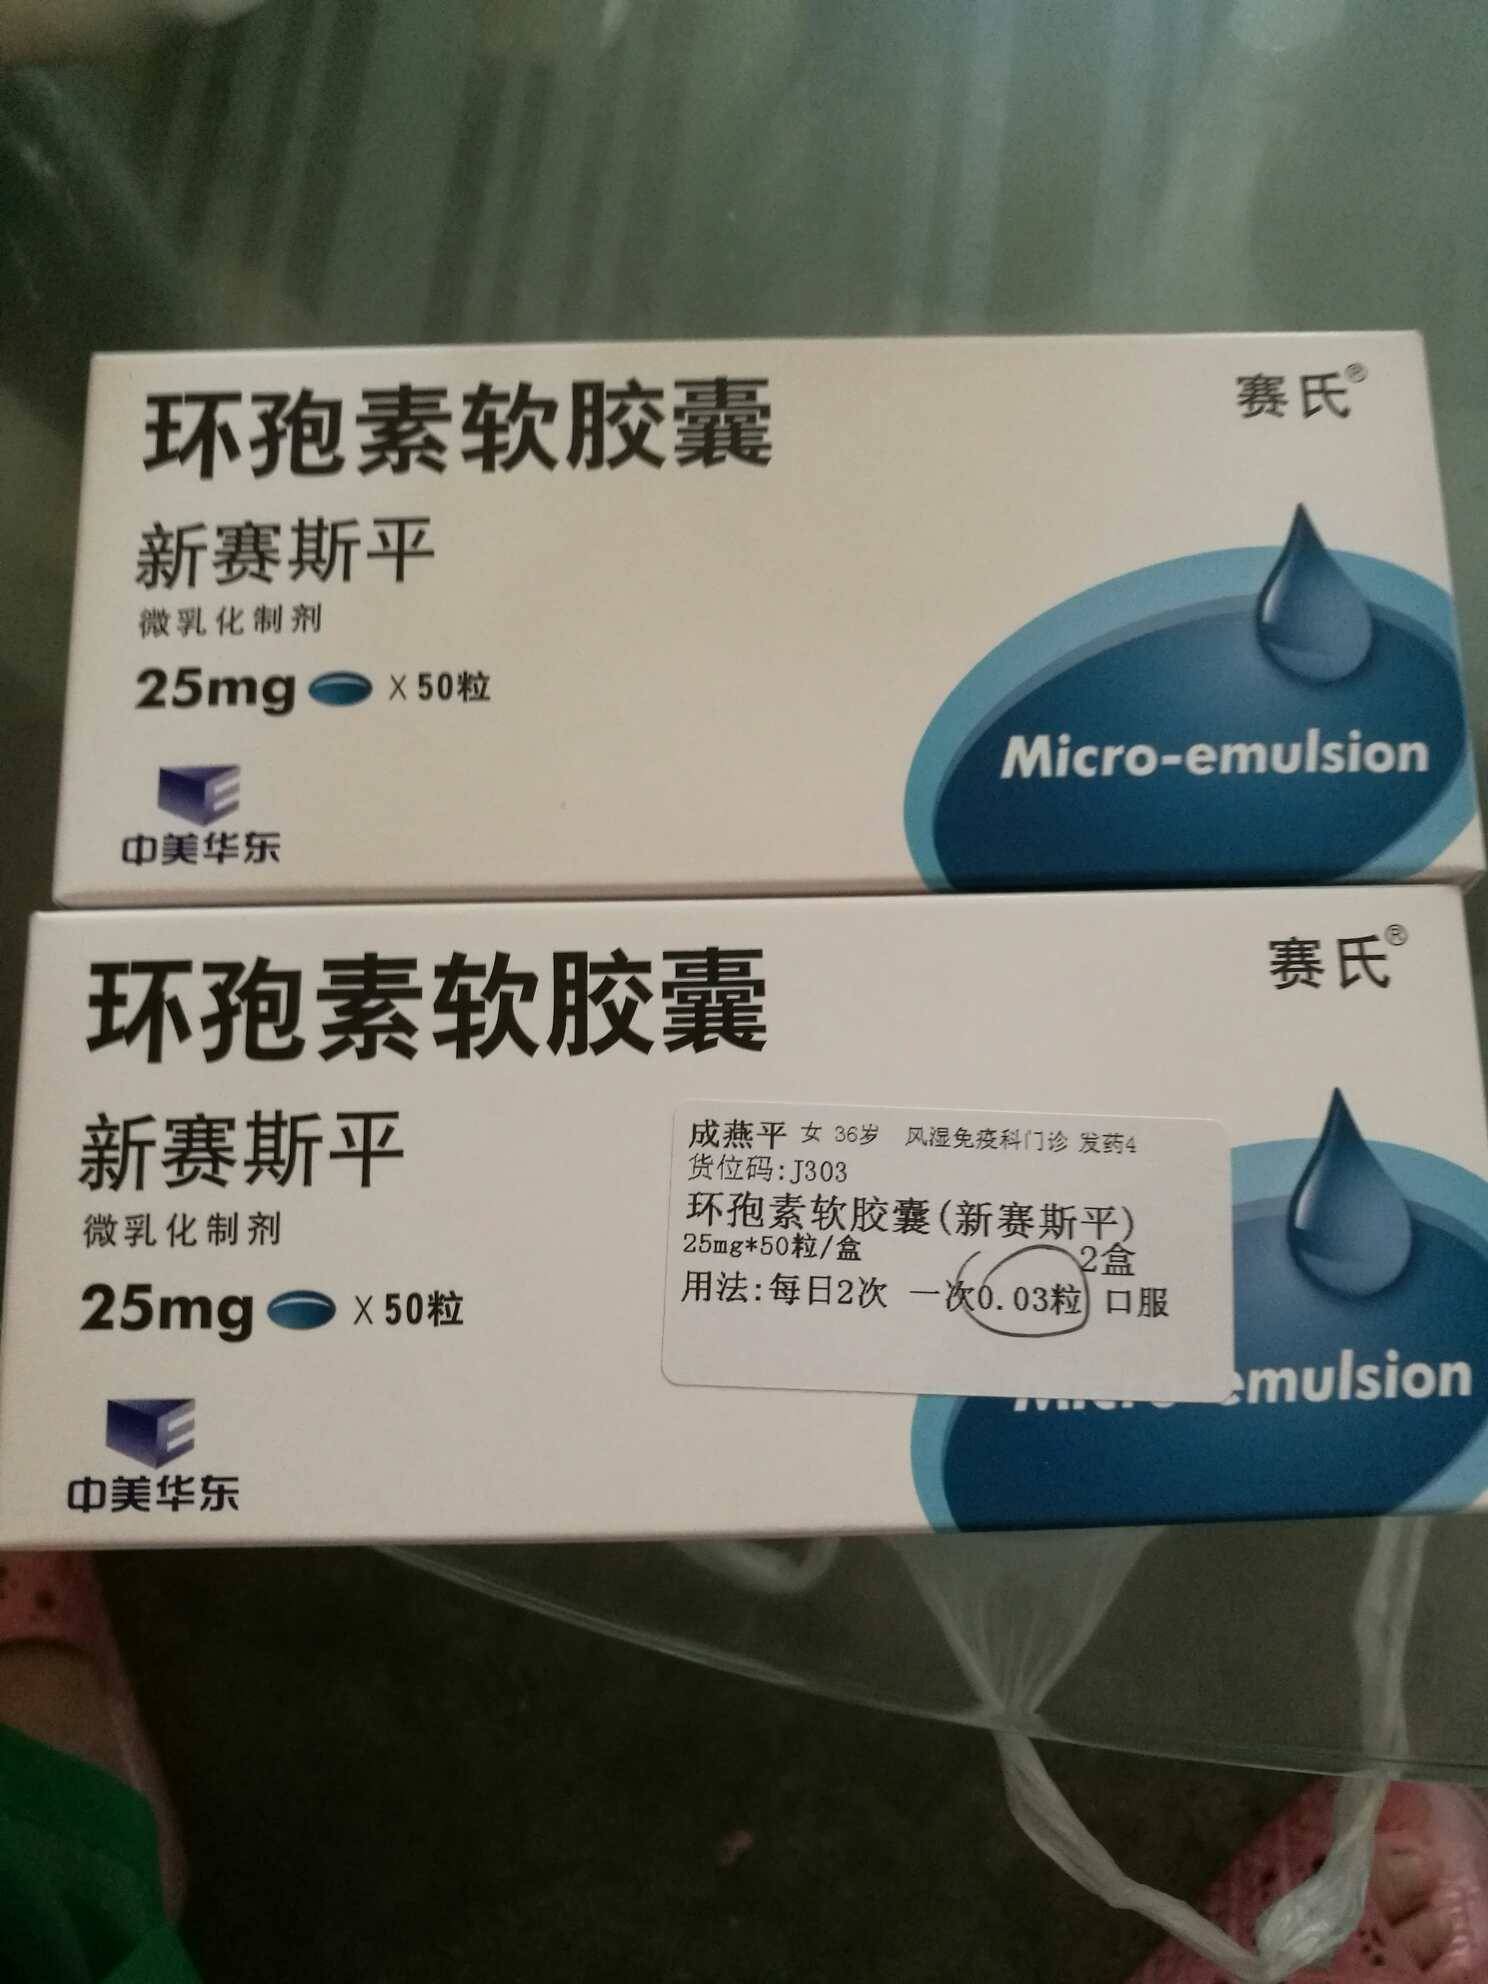 环孢素软胶囊
赛氏®
新赛斯平
微乳化制剂
25mg X 50粒
Micro-emulsion
中美华东
环孢素软胶囊
赛氏®
新赛斯平
微乳化制剂
25mg X 50粒
成燕平 女 36岁 风湿免疫科门诊 发药4
货位码:J303
环孢素软胶囊(新赛斯平)
25mg*50粒/盒
2盒
用法:每日2次 一次0.03粒 口服
emulsion
中美华东